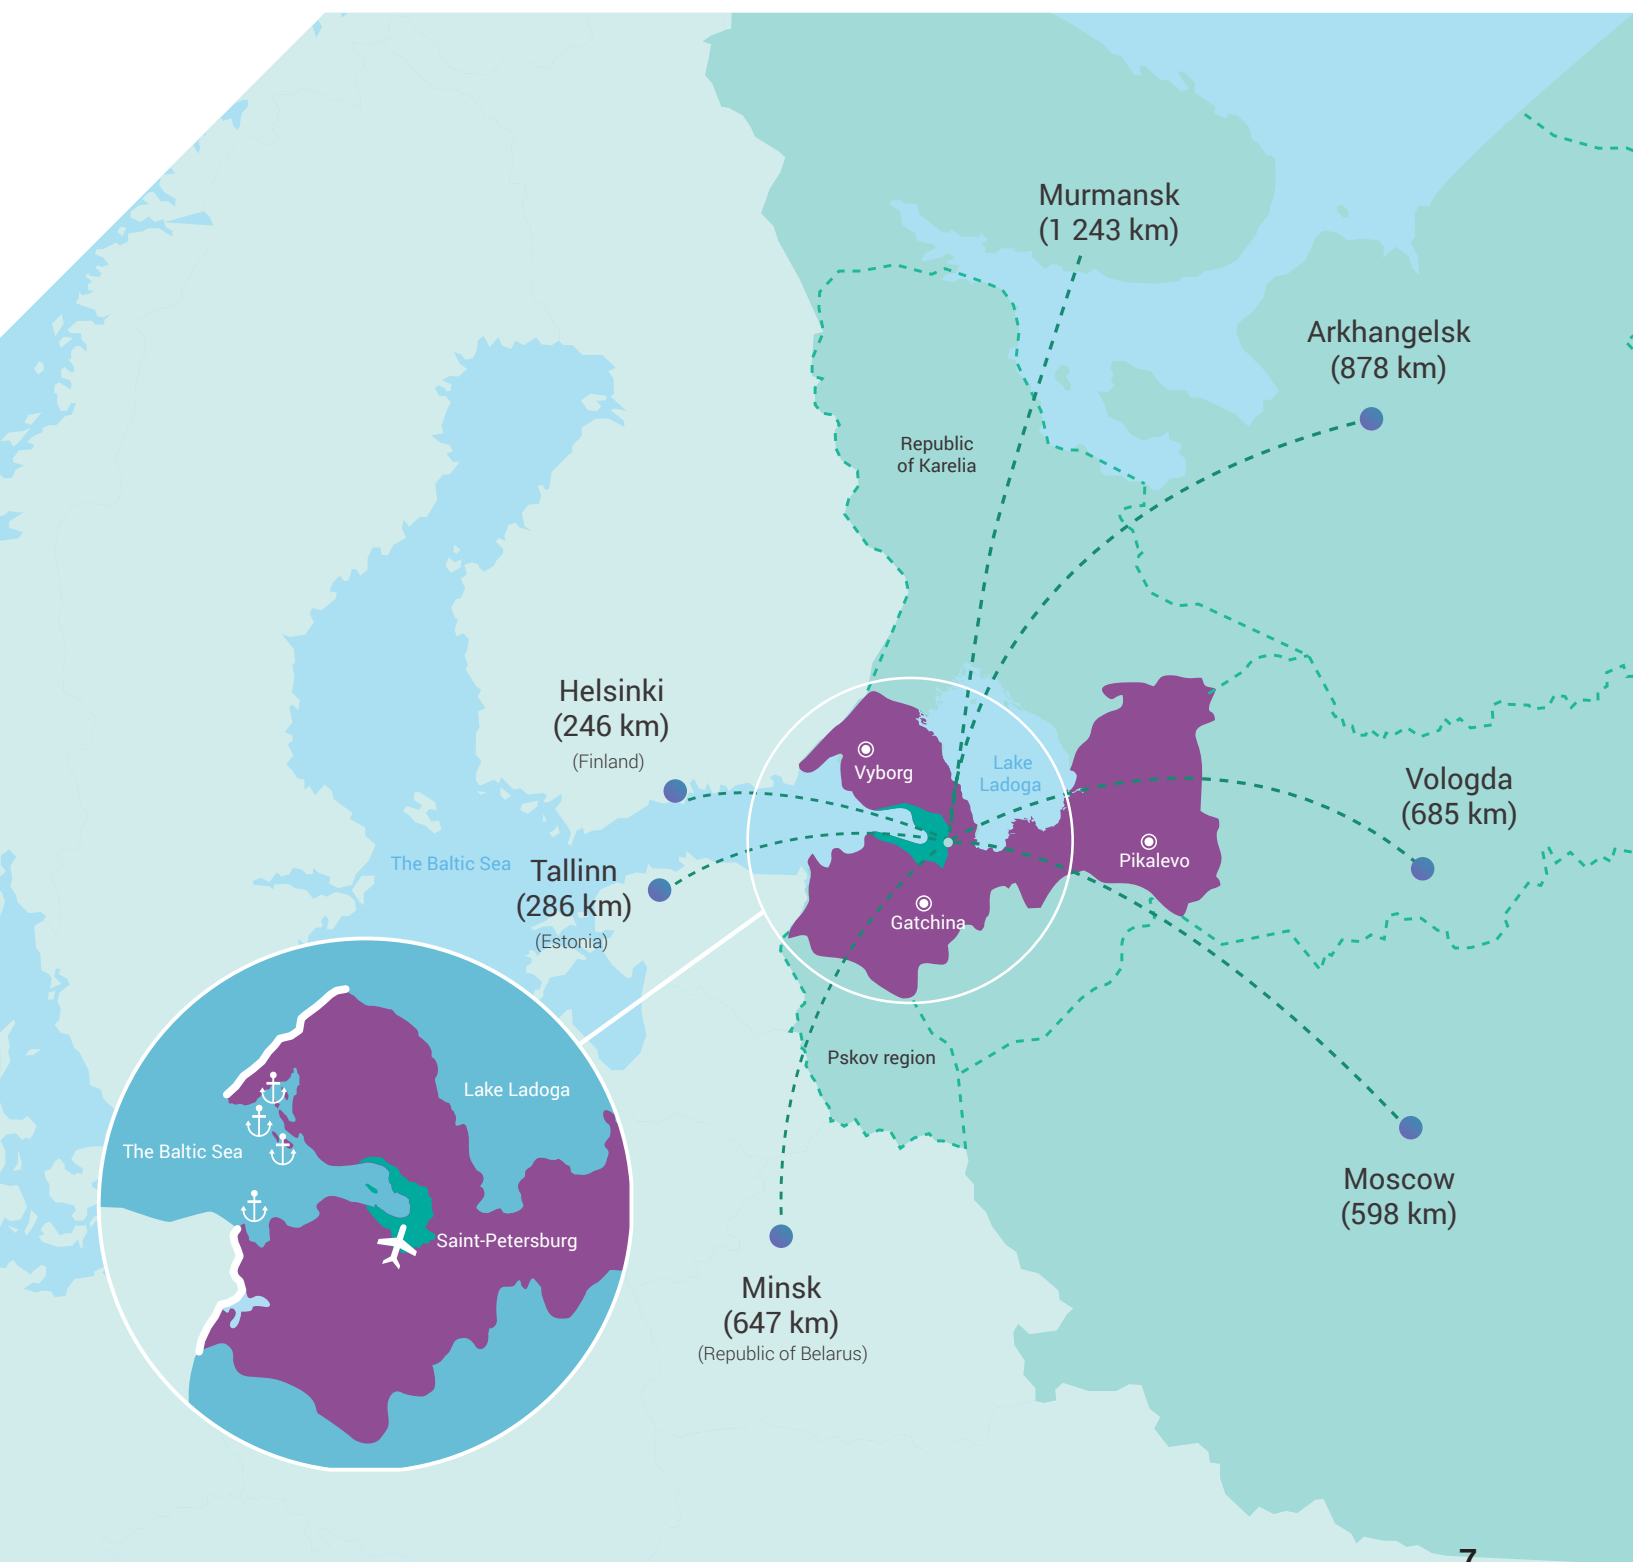 Murmansk
(1 243 km)
Arkhangelsk
(878 km)
Republic
of Karelia
Helsinki
(246 km)
(Finland)
Vyborg
Lake
Ladoga
Vologda
(685 km)
The Baltic Sea
Tallinn
(286 km)
(Estonia)
Pikalevo
Gatchina
Pskov region
Lake Ladoga
The Baltic Sea
Saint-Petersburg
Moscow
(598 km)
Minsk
(647 km)
(Republic of Belarus)
7